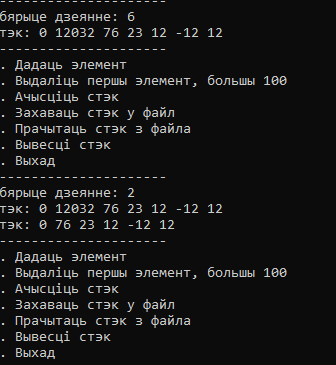 ---------------------
бярыце дзеянне: 6
тэк: 0 12032 76 23 12 -12 12
---------------------
. Дадаць элемент
. Выдаліць першы элемент, большы 100
. Ачысціць стэк
. Захаваць стэк у файл
. Прачытаць стэк з файла
. Вывесці стэк
. Выхад
---------------------
бярыце дзеянне: 2
тэк: 0 12032 76 23 12 -12 12
тэк: 0 76 23 12 -12 12
---------------------
. Дадаць элемент
. Выдаліць першы элемент, большы 100
. Ачысціць стэк
. Захаваць стэк у файл
. Прачытаць стэк з файла
. Вывесці стэк
. Выхад